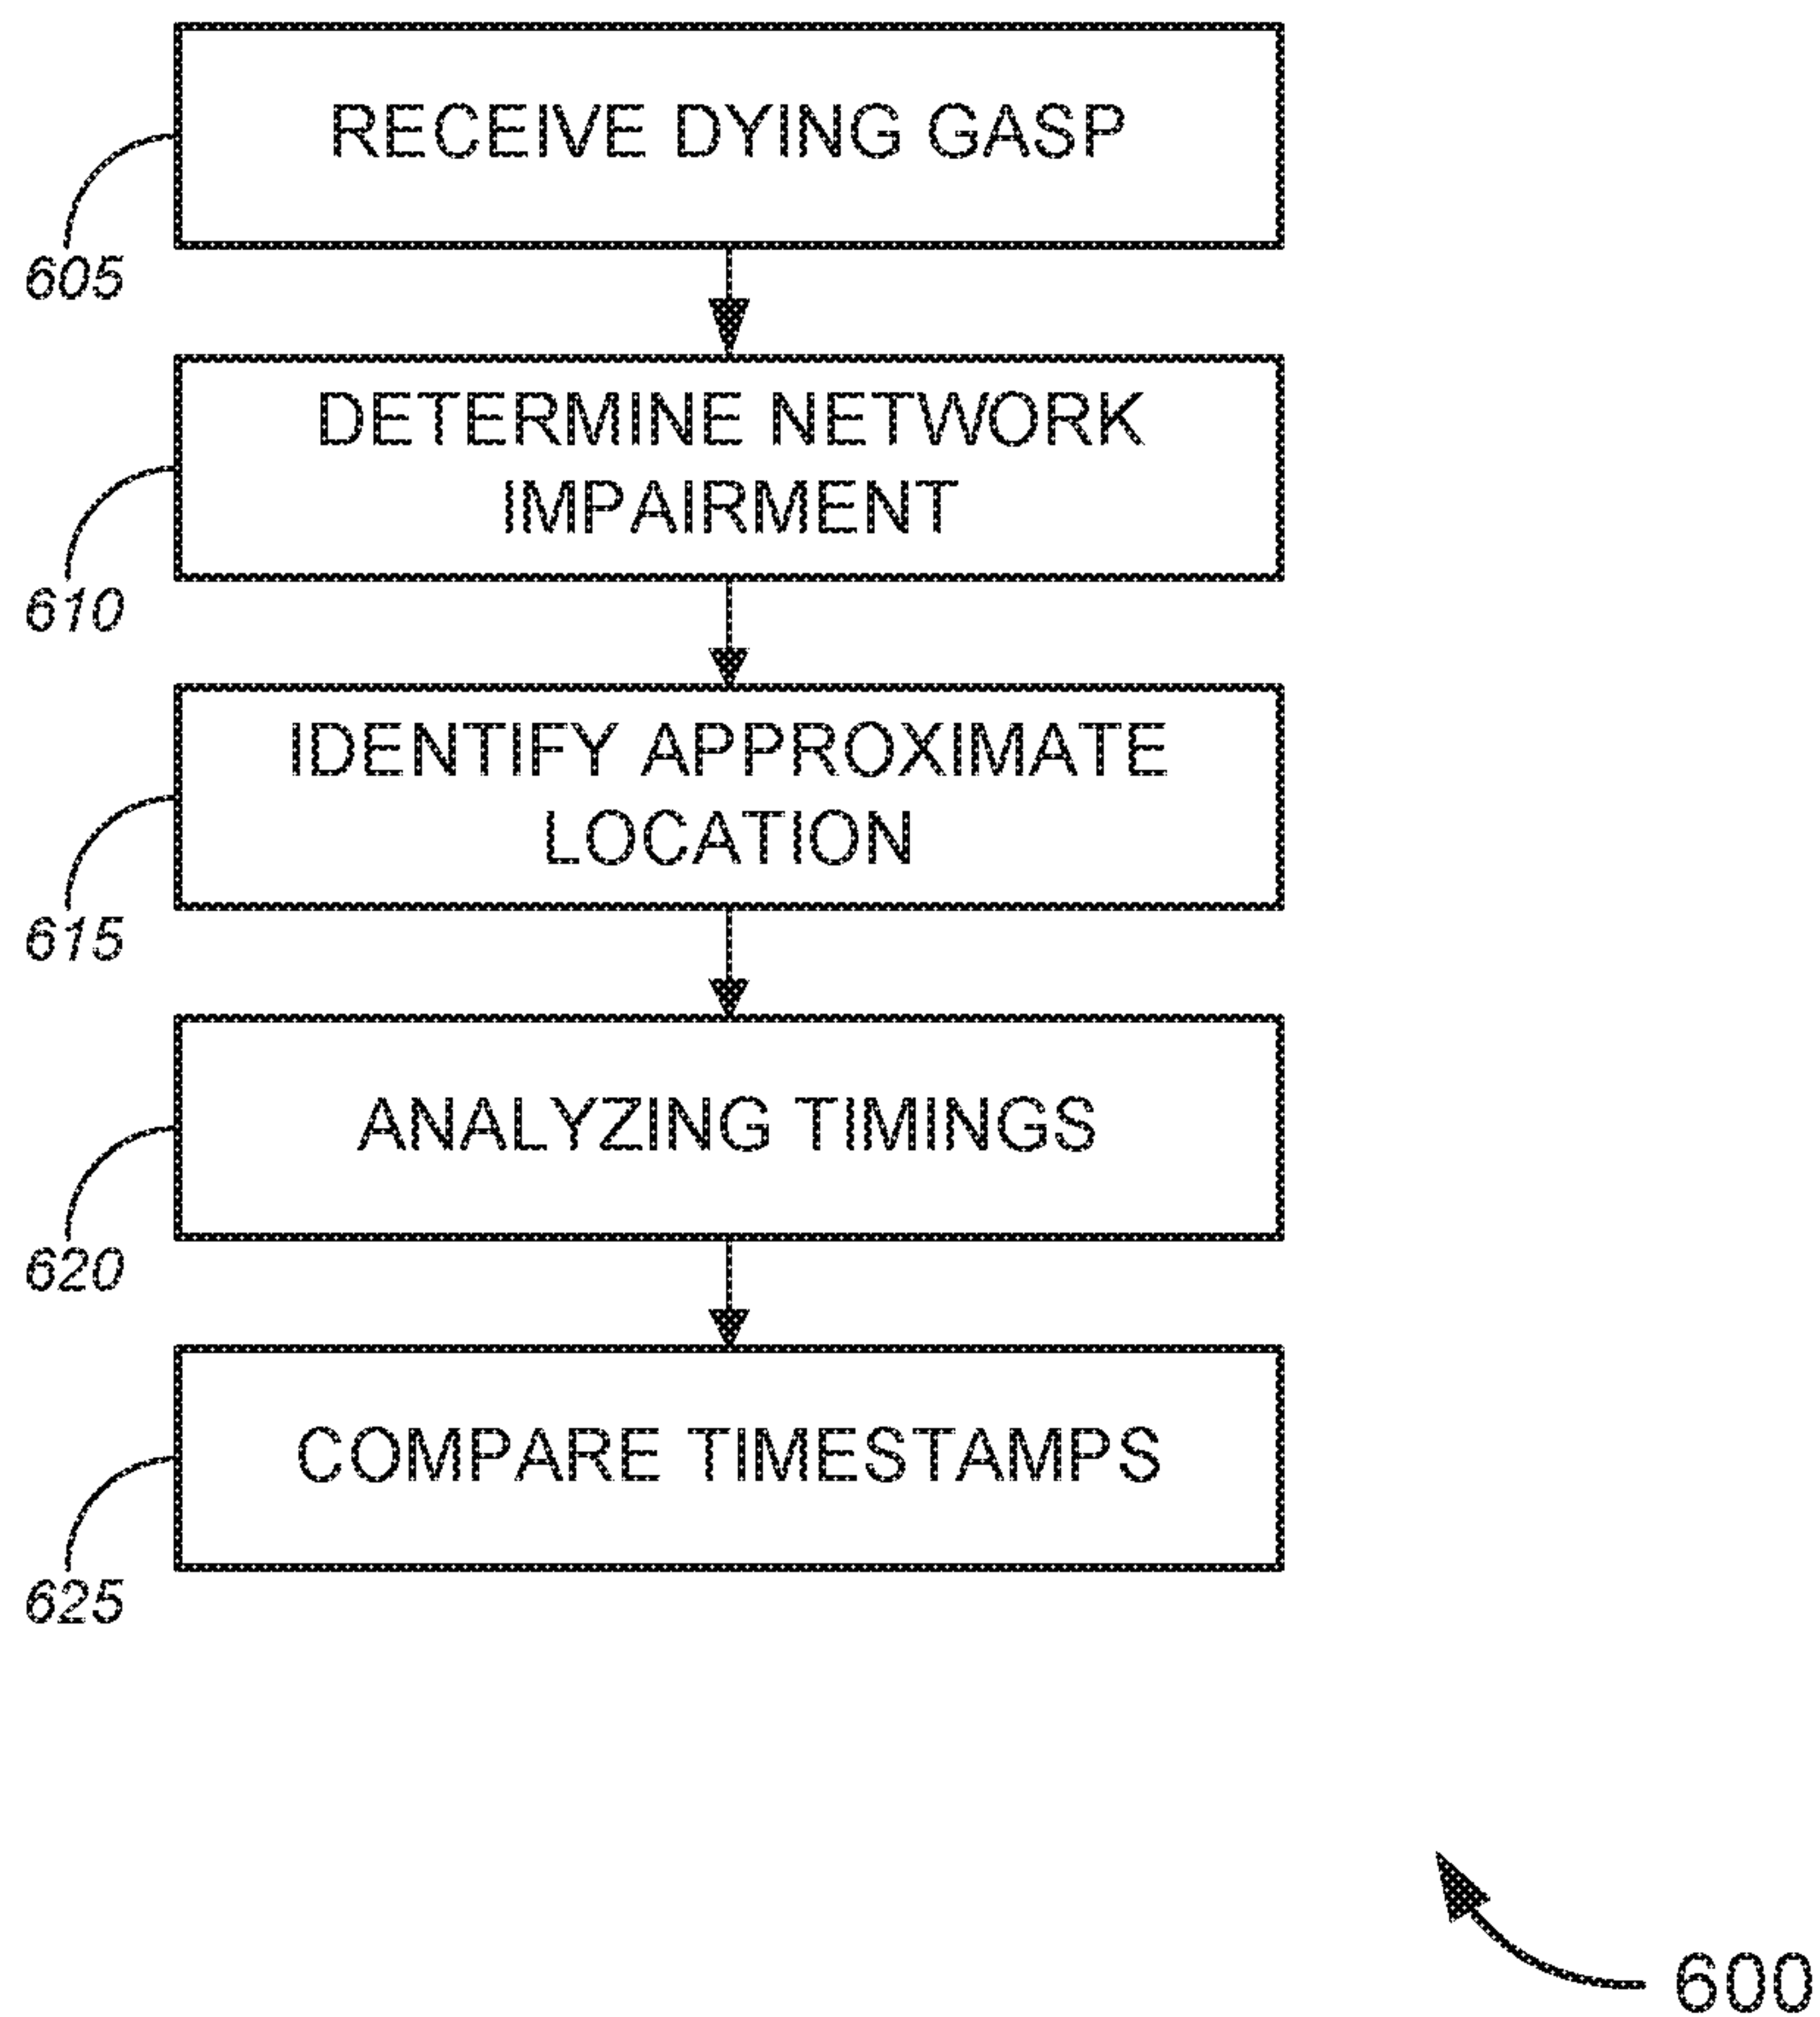 RECEIVE DYING GASP
605
DETERMINE NETWORK
IMPAIRMENT
610
IDENTIFY APPROXIMATE
LOCATION
615
ANALYZING TIMINGS
620
COMPARE TIMESTAMPS
625
600